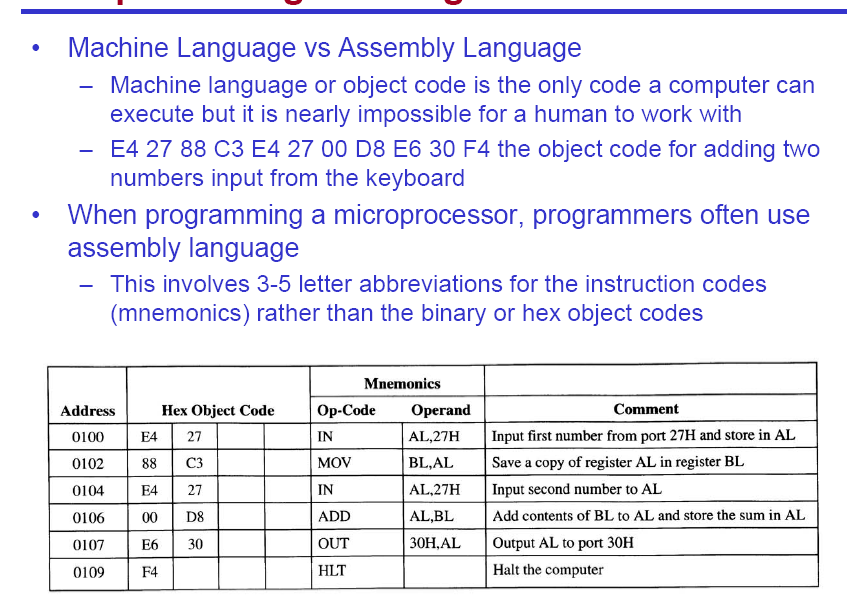 • Machine Language vs Assembly Language
– Machine language or object code is the only code a computer can
execute but it is nearly impossible for a human to work with
– E4 27 88 C3 E4 27 00 D8 E6 30 F4 the object code for adding two
numbers input from the keyboard
• When programming a microprocessor, programmers often use
assembly language
– This involves 3-5 letter abbreviations for the instruction codes
(mnemonics) rather than the binary or hex object codes
Mnemonics
Address Hex Object Code Op-Code Operand Comment
0100 E4 27 IN AL,27H Input first number from port 27H and store in AL
0102 88 C3 MOV BL,AL Save a copy of register AL in register BL
0104 E4 27 IN AL,27H Input second number to AL
0106 00 D8 ADD AL,BL Add contents of BL to AL and store the sum in AL
0107 E6 30 OUT 30H,AL Output AL to port 30H
0109 F4 HLT Halt the computer